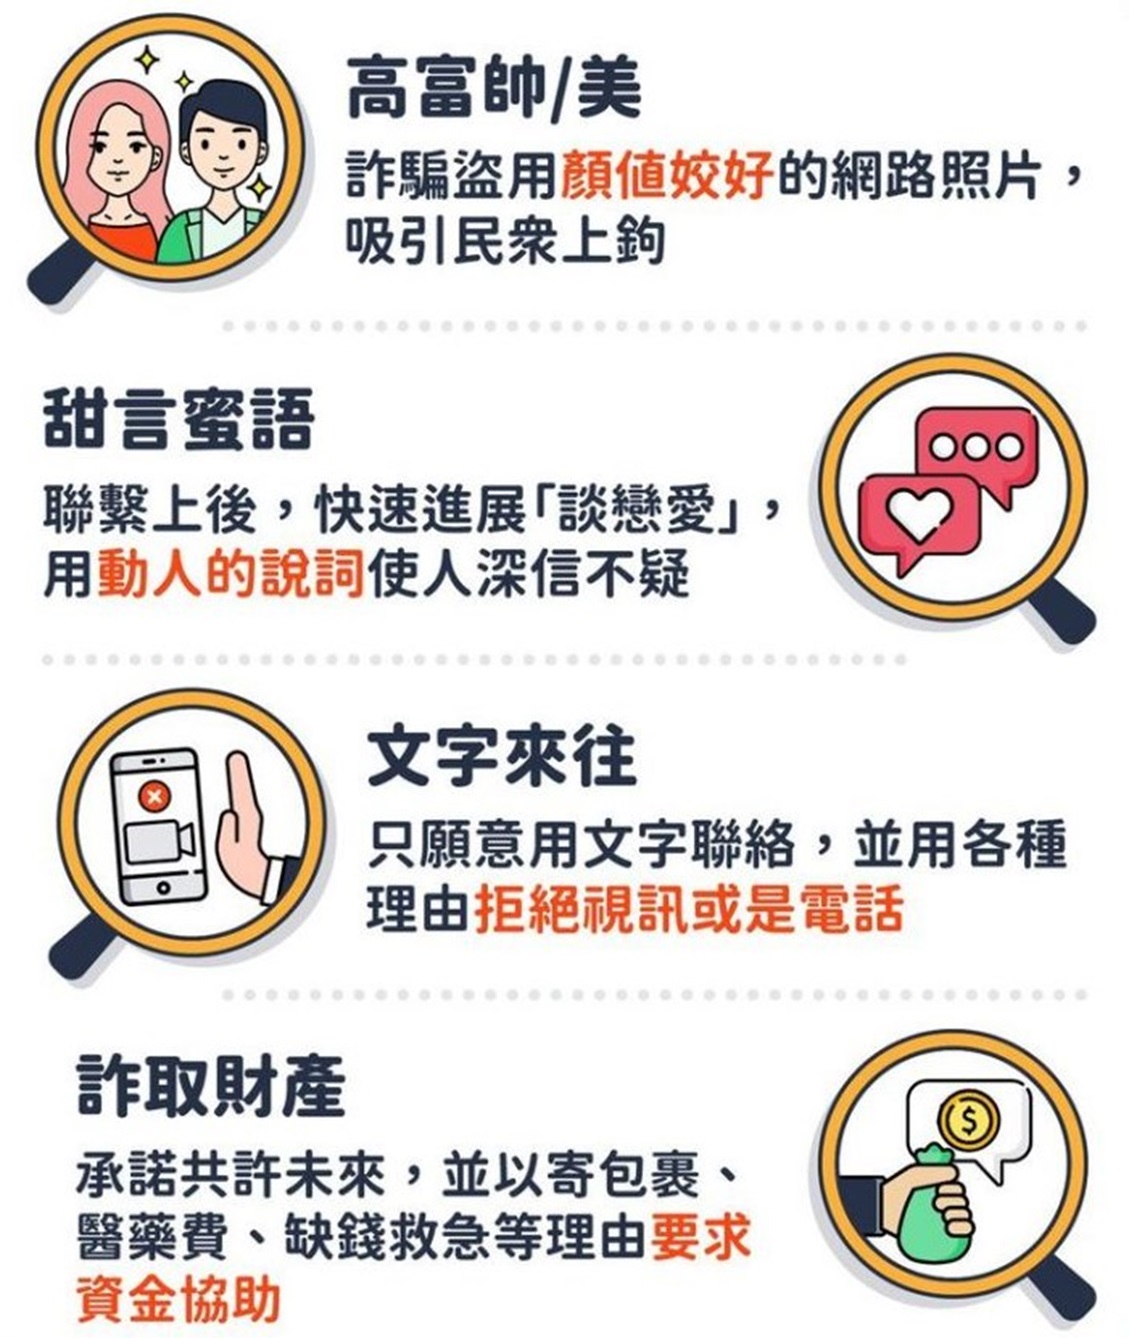 高富帥/美
詐騙盜用顏值姣好的網路照片，
吸引民眾上鉤
甜言蜜語
聯繫上後，快速進展「談戀愛」，
用動人的說詞使人深信不疑
文字來往
只願意用文字聯絡，並用各種
理由拒絕視訊或是電話
詐取財產
承諾共許未來，並以寄包裹、
醫藥費、缺錢救急等理由要求
資金協助